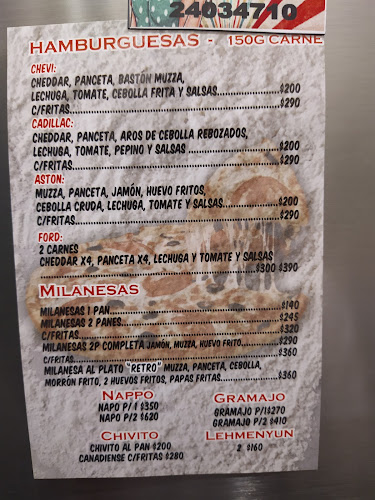 24034710
HAMBURGUESAS - 150G CARNE
CHEVI:
CHEDDAR, PANCETA, BASTÓN MUZZA,
LECHUGA, TOMATE, CEBOLLA FRITA Y SALSAS $200
C/FRITAS $290
CADILLAC:
CHEDDAR, PANCETA, AROS DE CEBOLLA REBOZADOS,
LECHUGA, TOMATE, PEPINO Y SALSAS $200
C/FRITAS $290
ASTON:
MUZZA, PANCETA, JAMÓN, HUEVO FRITOS,
CEBOLLA CRUDA, LECHUGA, TOMATE Y SALSAS $200
C/FRITAS $290
FORD:
2 CARNES
CHEDDAR X4, PANCETA X4, LECHUGA Y TOMATE Y SALSAS
$300 $390
MILANESAS
MILANESAS 1 PAN $140
MILANESAS 2 PANES $245
C/FRITAS $320
MILANESAS 2P COMPLETA JAMÓN, MUZZA, HUEVO FRITO $290
C/FRITAS $360
MILANESA AL PLATO "RETRO" MUZZA, PANCETA, CEBOLLA,
MORRÓN FRITO, 2 HUEVOS FRITOS, PAPAS FRITAS $360
NAPPO
NAPO P/ 1 $350
NAPO P/2 $620
GRAMAJO
GRAMAJO P/1$270
GRAMAJO P/2 $410
CHIVITO
CHIVITO AL PAN $200
CANADIENSE C/FRITAS $280
LEHMENYUN
2 $160